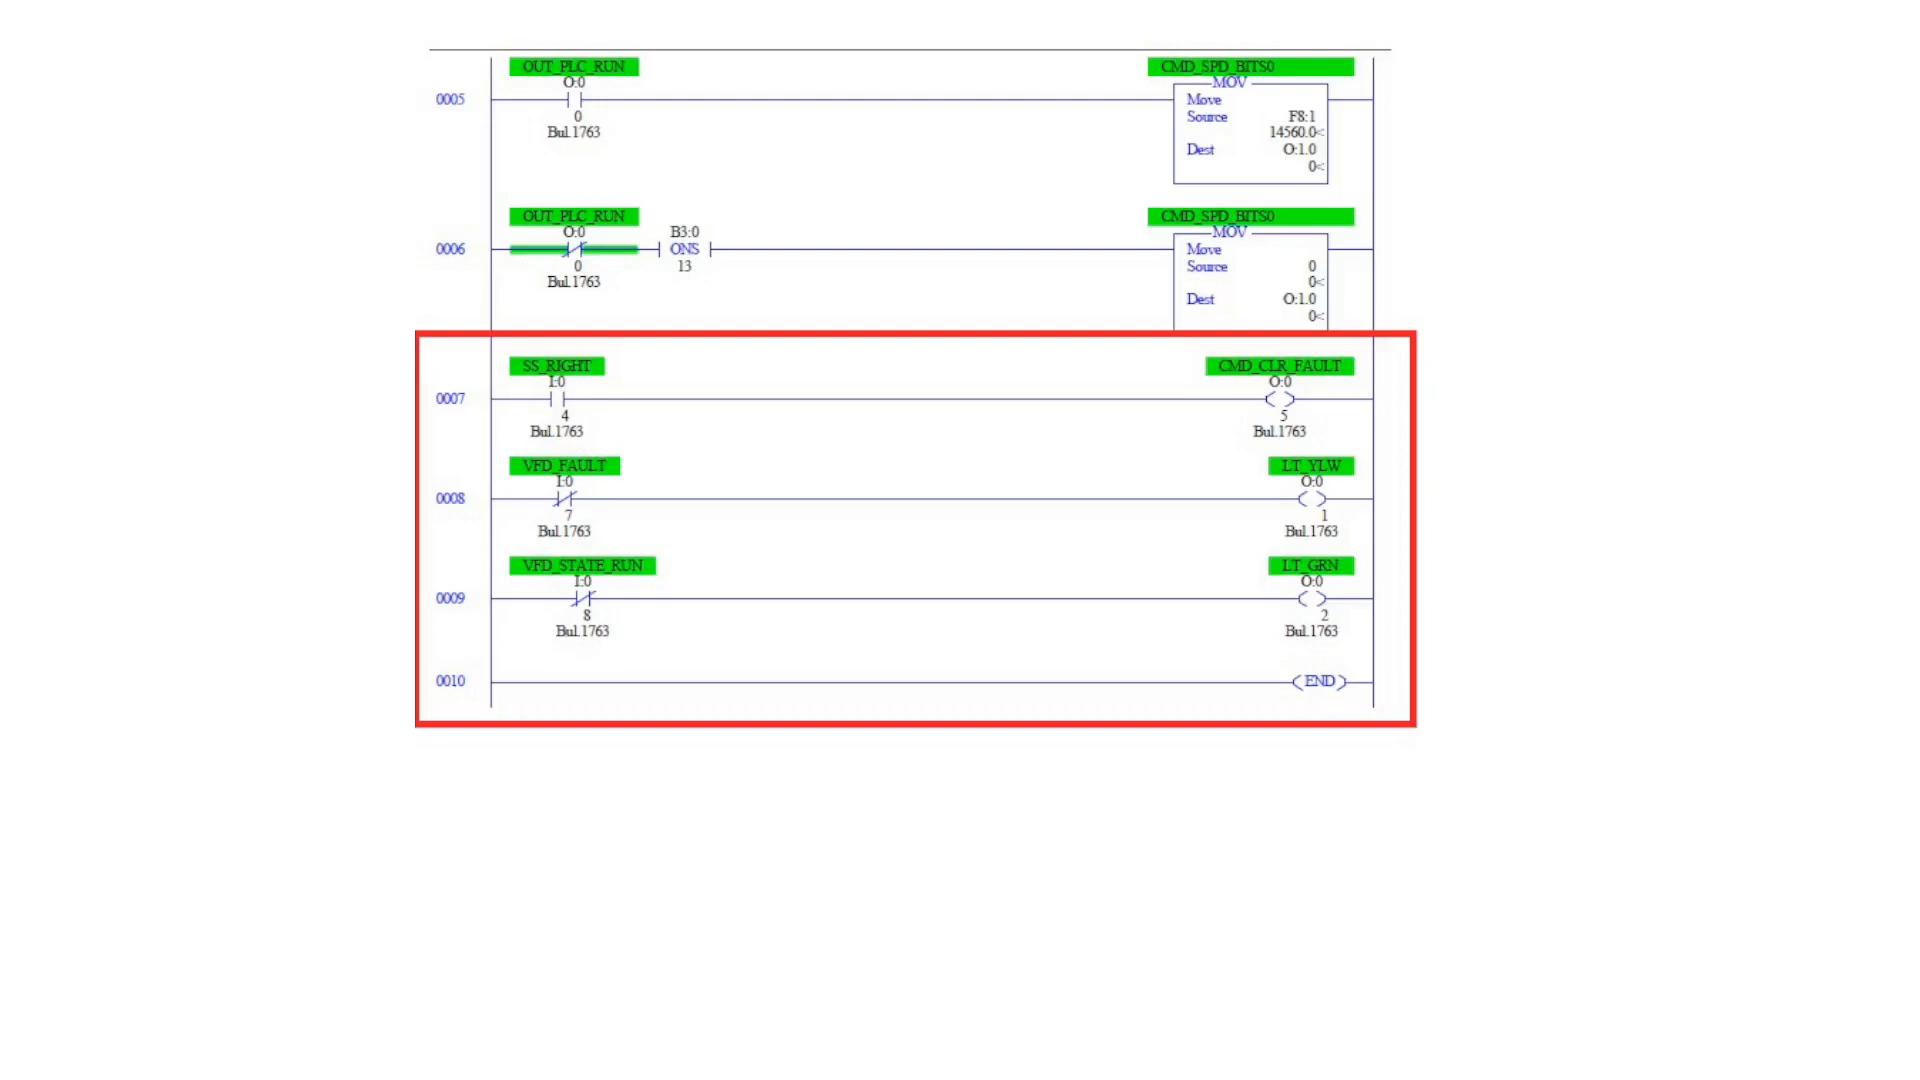 OUT_PLC_RUN CMD_SPD_BITS0
O:0 MOV
0005 Move
0 Source F8:1
Bul.1763 14560.0<
Dest O:1.0
0<
OUT_PLC_RUN CMD_SPD_BITS0
O:0 B3:0 MOV
0006 ONS Move
0 13 Source 0
Bul.1763 0<
Dest O:1.0
0<
SS_RIGHT CMD_CLR_FAULT
I:0 O:0
0007
4 5
Bul.1763 Bul.1763
VFD_FAULT LT_YLW
I:0 O:0
0008
7 1
Bul.1763 Bul.1763
VFD_STATE_RUN LT_GRN
I:0 O:0
0009
8 2
Bul.1763 Bul.1763
0010 END